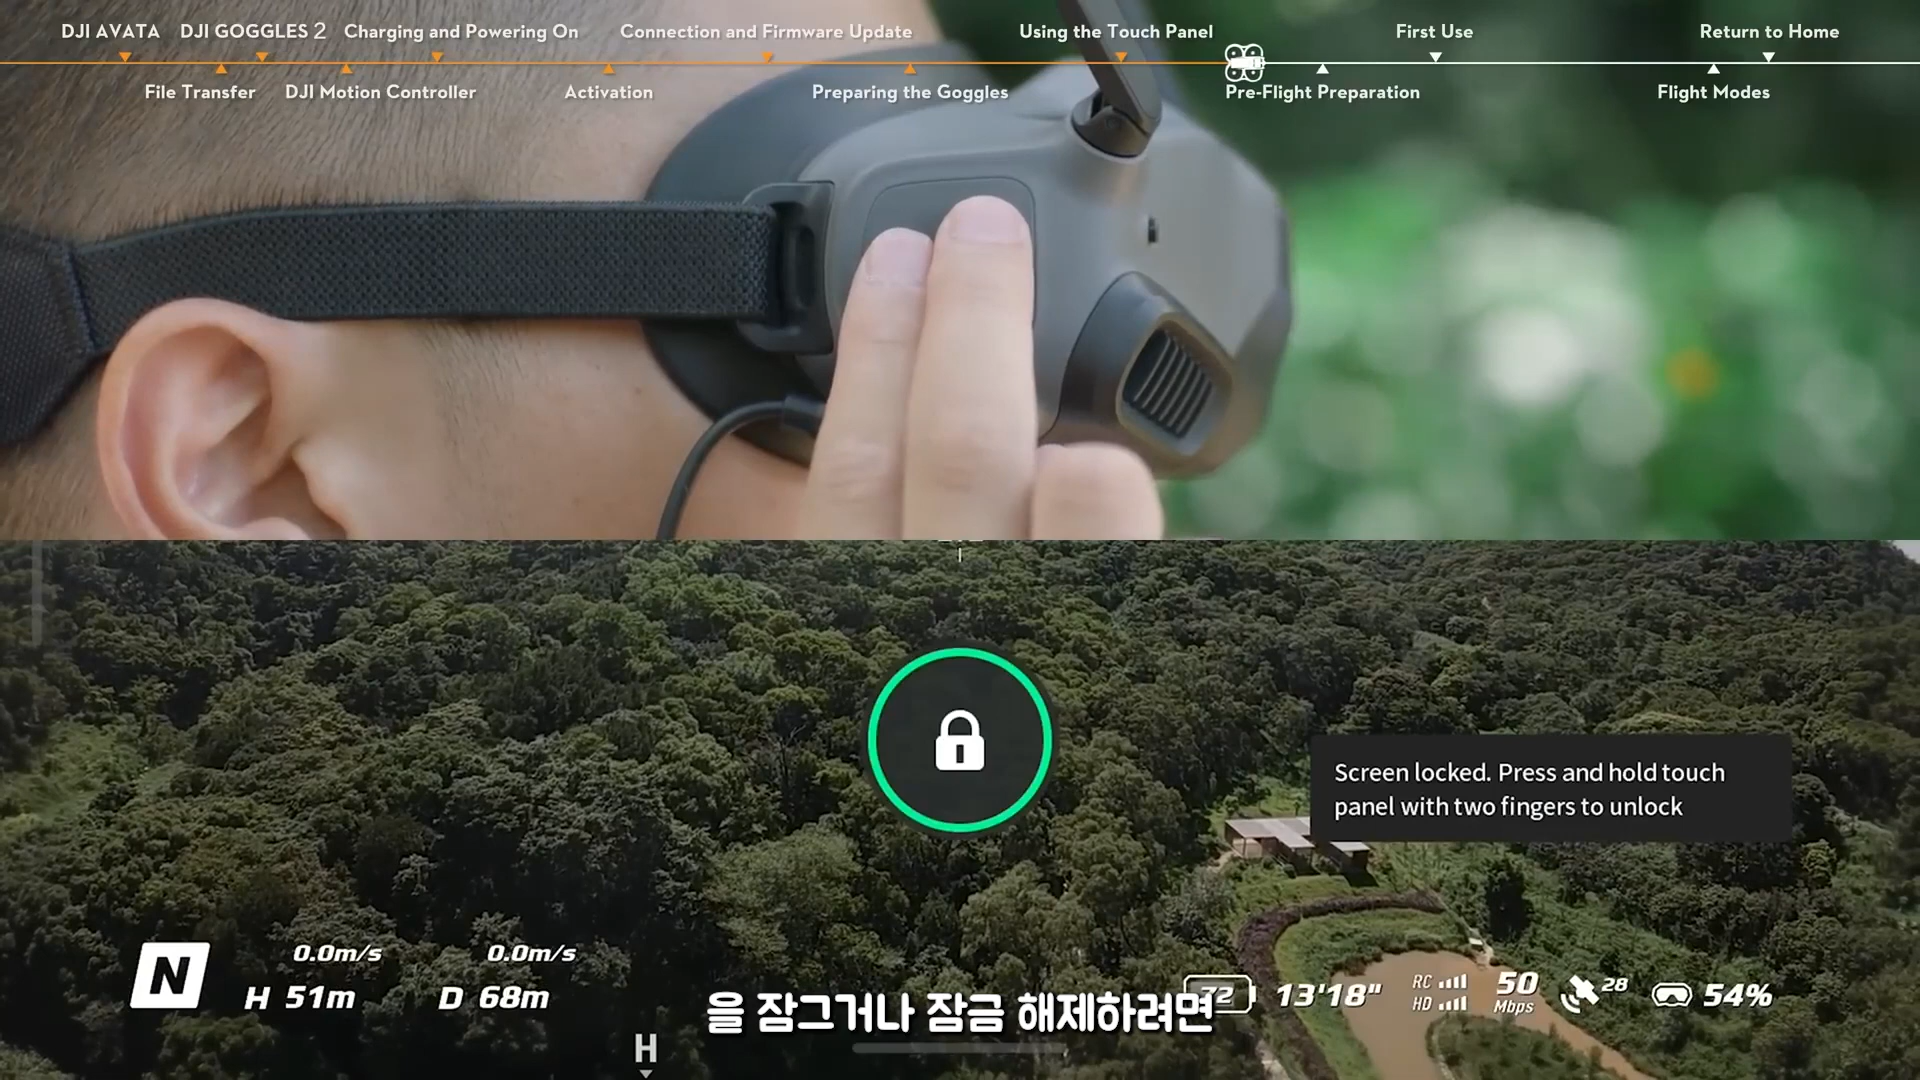 DJI AVATA
DJI GOGGLES 2
Charging and Powering On
Connection and Firmware Update
Using the Touch Panel
First Use
Return to Home
File Transfer
DJI Motion Controller
Activation
Preparing the Goggles
Pre-Flight Preparation
Flight Modes
Screen locked. Press and hold touch
panel with two fingers to unlock
N
0.0m/s
0.0m/s
H 51m
D 68m
72
13'18"
RC
HD
50
Mbps
28
54%
을 잠그거나 잠금 해제하려면
H